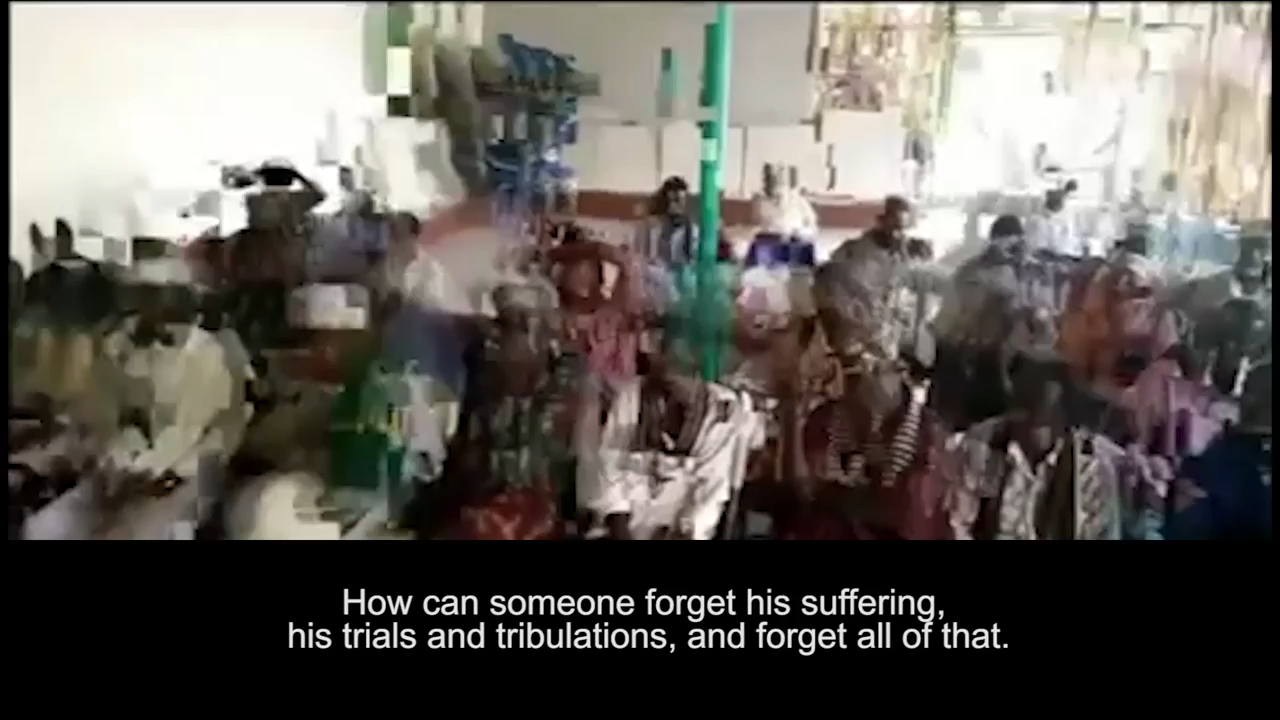 How can someone forget his suffering,
his trials and tribulations, and forget all of that.